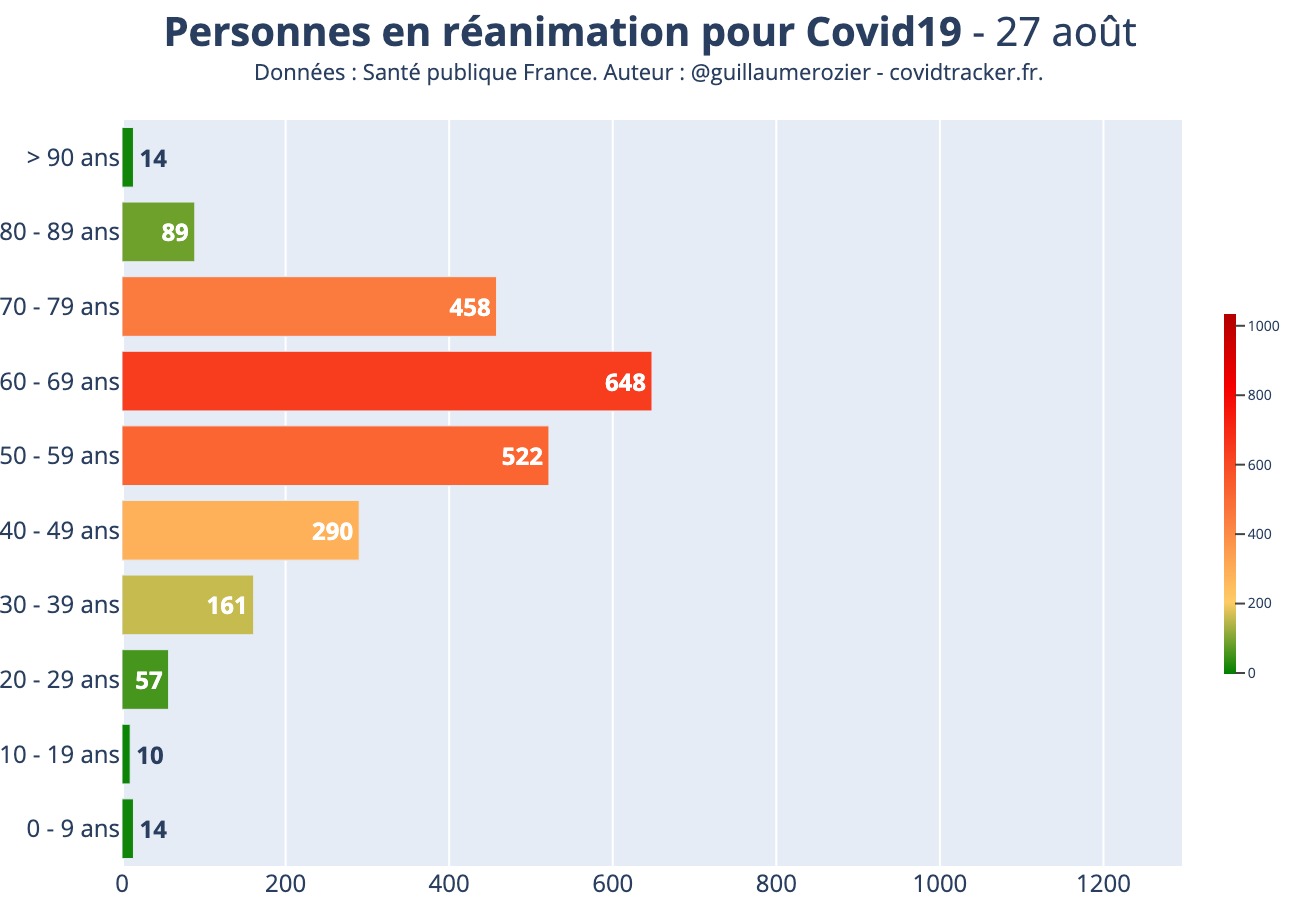 Personnes en réanimation pour Covid19 - 27 août
Données : Santé publique France. Auteur : @guillaumerozier - covidtracker.fr.
> 90 ans 14
80 - 89 ans 89
70 - 79 ans 458
60 - 69 ans 648
50 - 59 ans 522
40 - 49 ans 290
30 - 39 ans 161
20 - 29 ans 57
10 - 19 ans 10
0 - 9 ans 14
0 200 400 600 800 1000 1200
1000
800
600
400
200
0